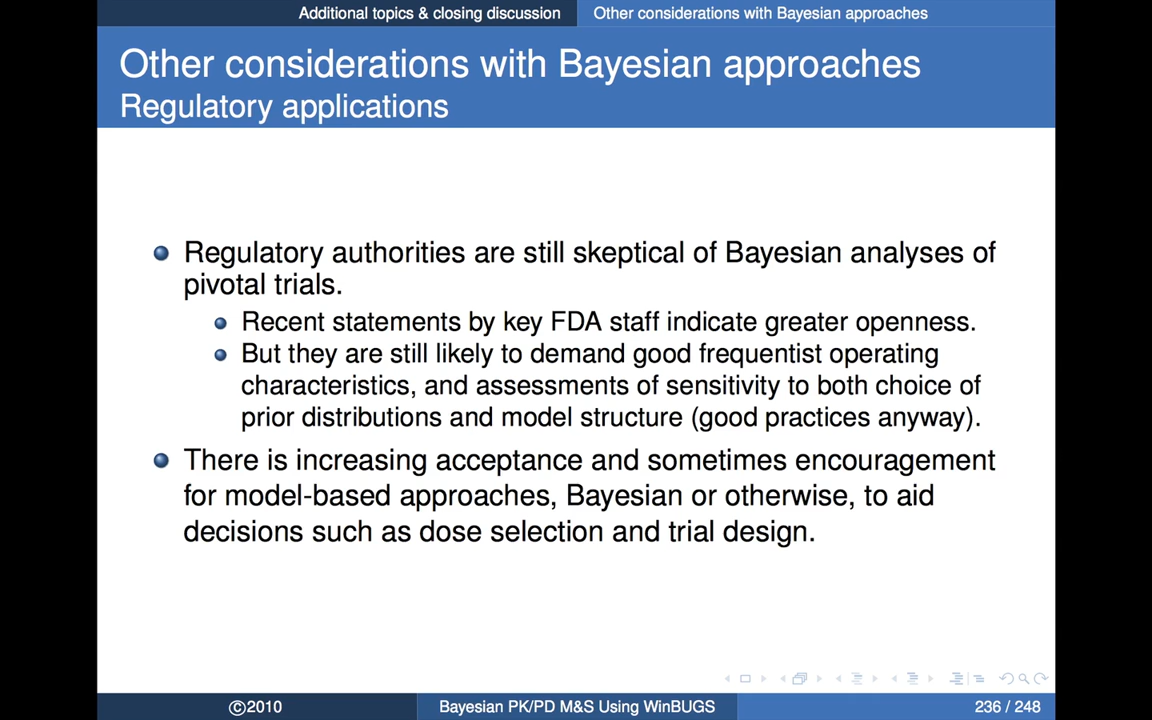 Additional topics & closing discussion Other considerations with Bayesian approaches
Other considerations with Bayesian approaches
Regulatory applications
Regulatory authorities are still skeptical of Bayesian analyses of
pivotal trials.
Recent statements by key FDA staff indicate greater openness.
But they are still likely to demand good frequentist operating
characteristics, and assessments of sensitivity to both choice of
prior distributions and model structure (good practices anyway).
There is increasing acceptance and sometimes encouragement
for model-based approaches, Bayesian or otherwise, to aid
decisions such as dose selection and trial design.
©2010 Bayesian PK/PD M&S Using WinBUGS 236 / 248